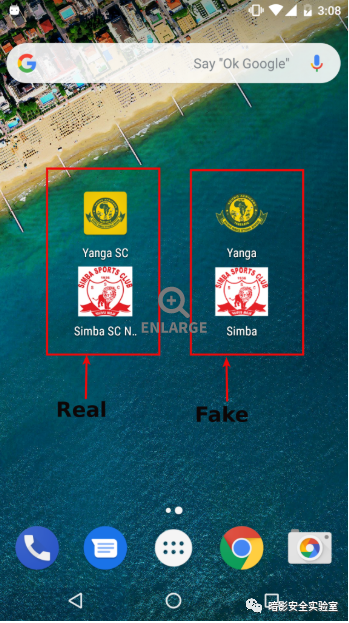 3:08
Say "Ok Google"
Yanga SC
Yanga
SIMBA SPORTS CLUB
SIMBA SPORTS CLUB
Simba SC N..
Simba
ENLARGE
Real
Fake
暗影安全实验室